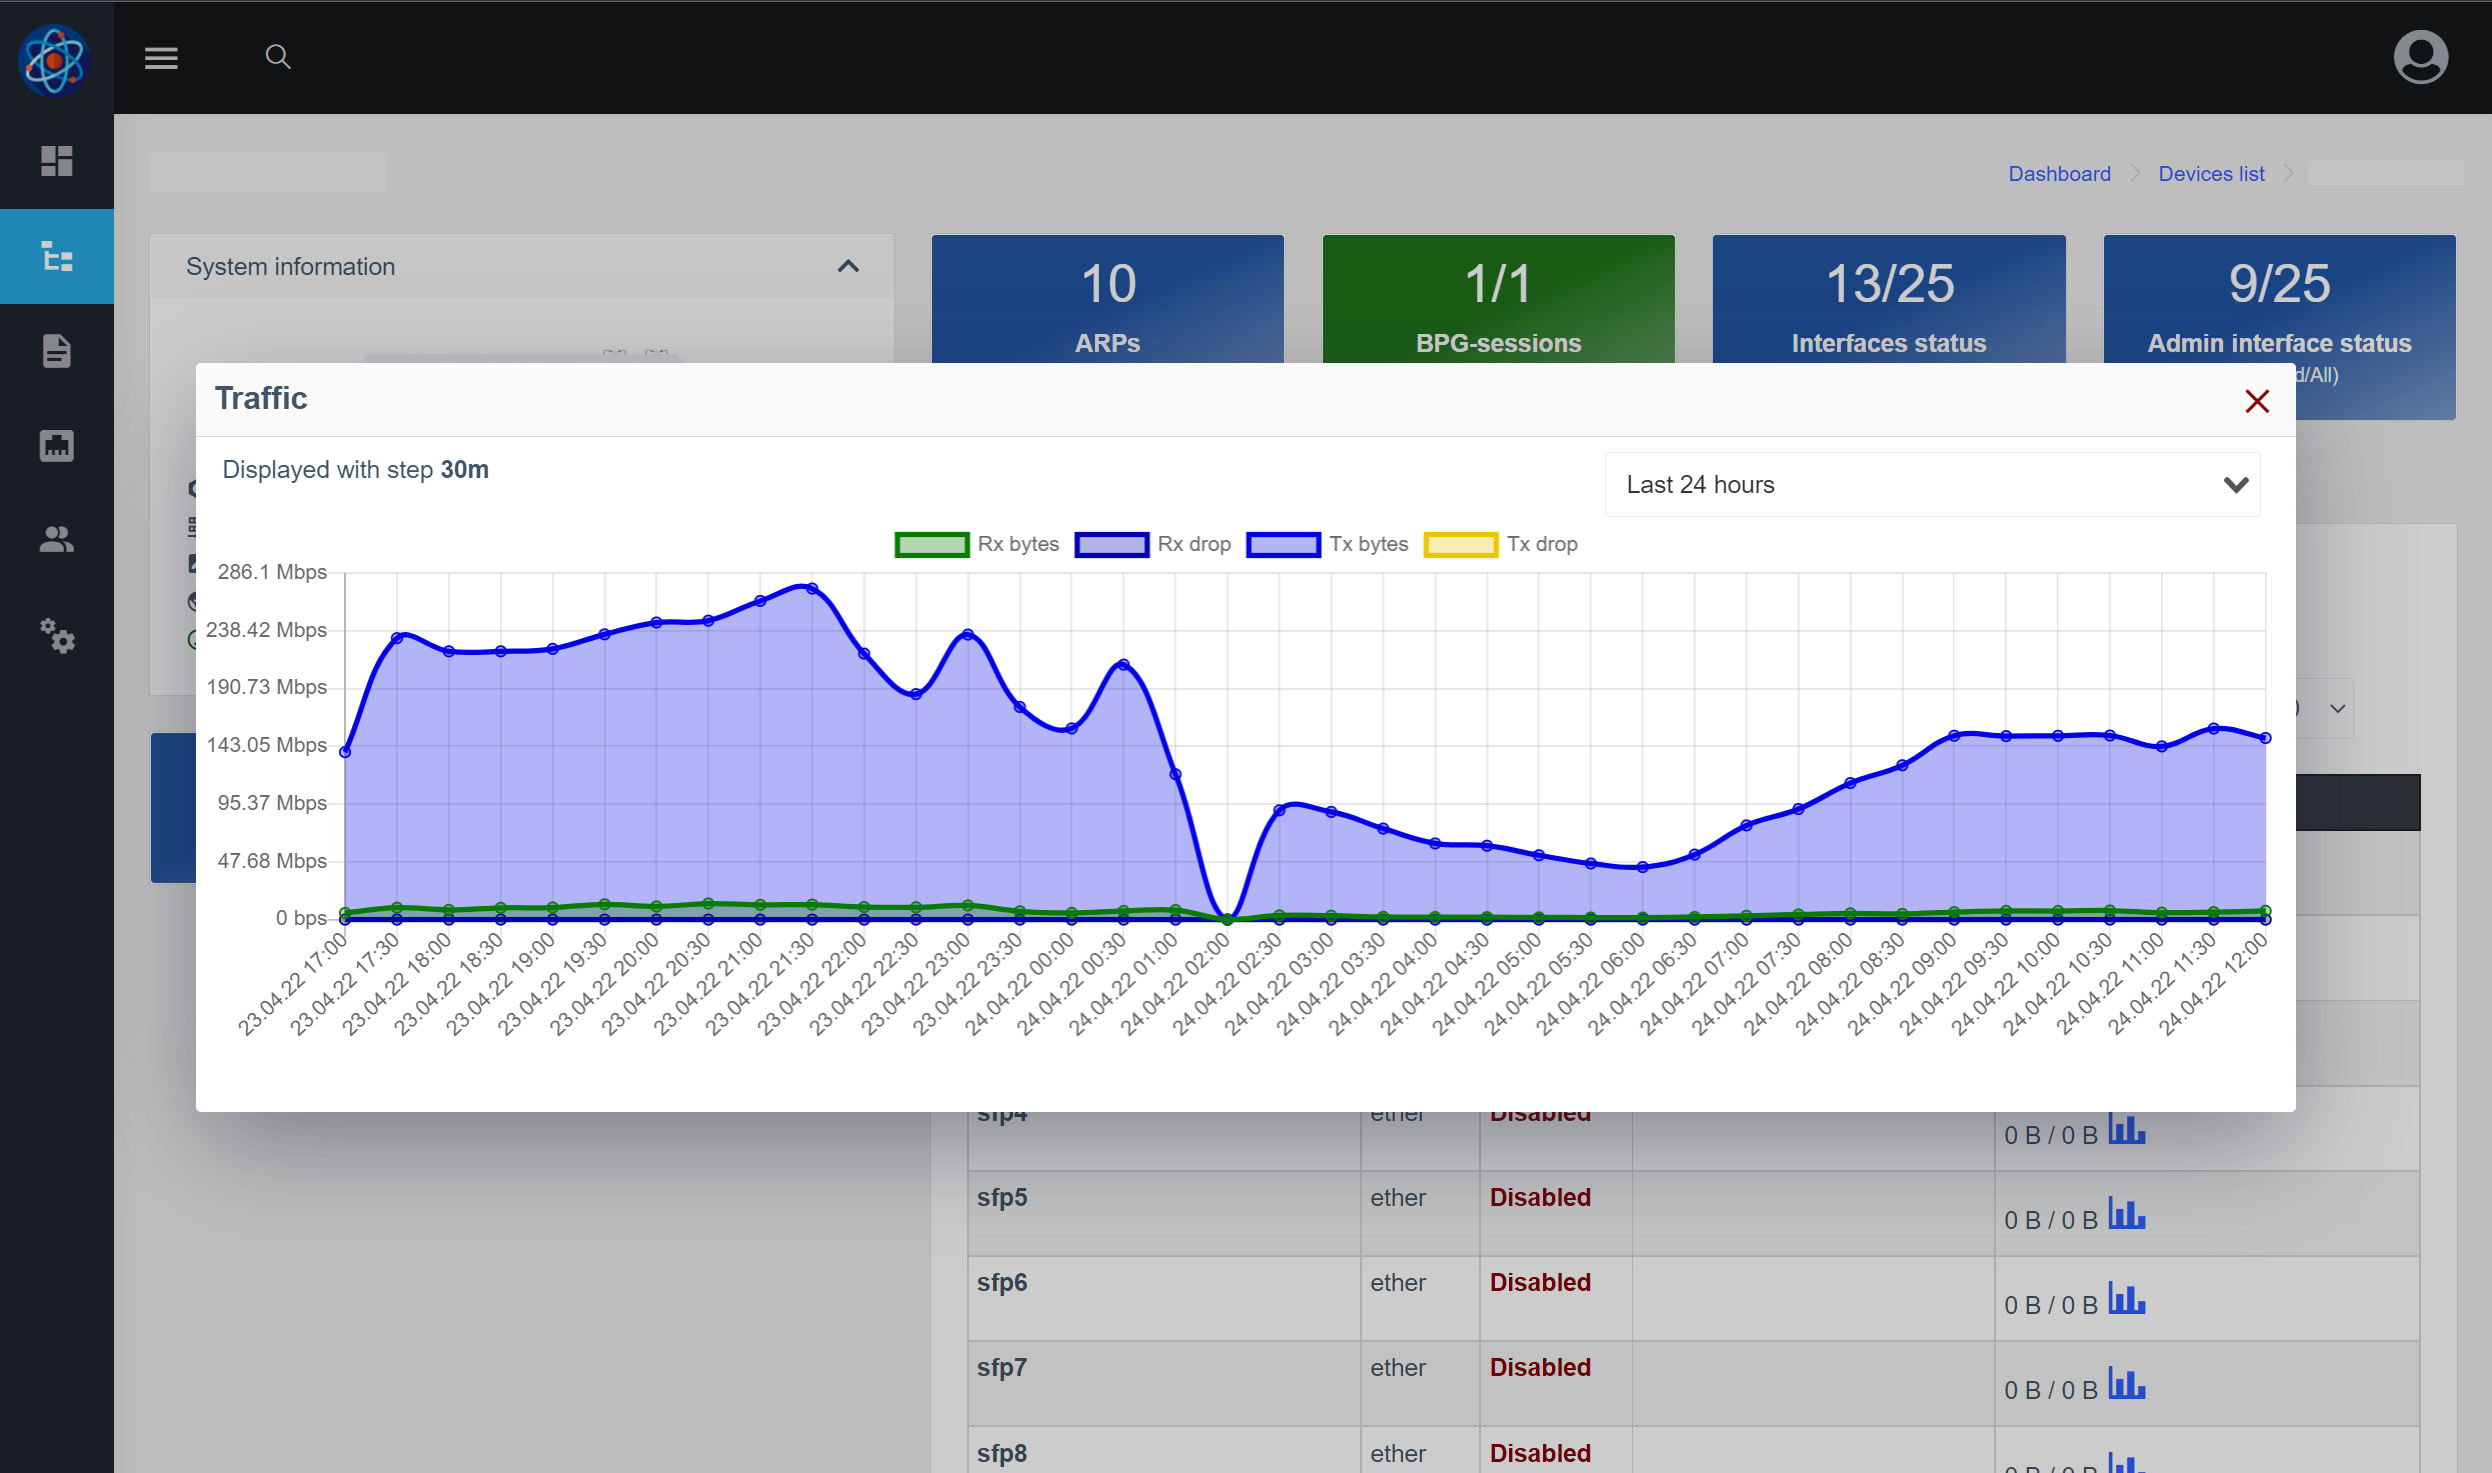 Dashboard
Devices list
System information
10
ARPs
1/1
BPG-sessions
13/25
Interfaces status
9/25
Admin interface status
d/All)
Traffic
Displayed with step 30m
Last 24 hours
Rx bytes
Rx drop
Tx bytes
Tx drop
286.1 Mbps
238.42 Mbps
190.73 Mbps
143.05 Mbps
95.37 Mbps
47.68 Mbps
0 bps
23.04.22 17:00
23.04.22 17:30
23.04.22 18:00
23.04.22 18:30
23.04.22 19:00
23.04.22 19:30
23.04.22 20:00
23.04.22 20:30
23.04.22 21:00
23.04.22 21:30
23.04.22 22:00
23.04.22 22:30
23.04.22 23:00
23.04.22 23:30
24.04.22 00:00
24.04.22 00:30
24.04.22 01:00
24.04.22 02:00
24.04.22 02:30
24.04.22 03:00
24.04.22 03:30
24.04.22 04:00
24.04.22 04:30
24.04.22 05:00
24.04.22 05:30
24.04.22 06:00
24.04.22 06:30
24.04.22 07:00
24.04.22 07:30
24.04.22 08:00
24.04.22 08:30
24.04.22 09:00
24.04.22 09:30
24.04.22 10:00
24.04.22 10:30
24.04.22 11:00
24.04.22 11:30
24.04.22 12:00
sfp4 ether Disabled 0 B / 0 B
sfp5 ether Disabled 0 B / 0 B
sfp6 ether Disabled 0 B / 0 B
sfp7 ether Disabled 0 B / 0 B
sfp8 ether Disabled 0 B / 0 B